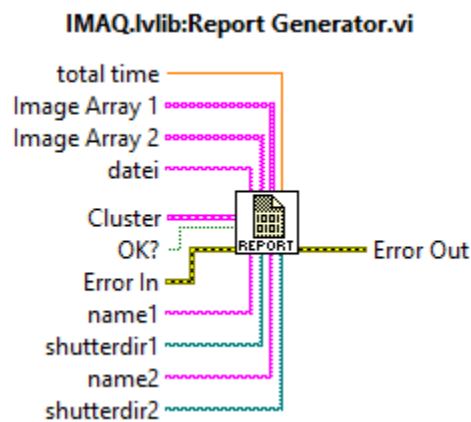 IMAQ.lvlib:Report Generator.vi
total time
Image Array 1
Image Array 2
datei
Cluster
OK?
REPORT
Error Out
Error In
name1
shutterdir1
name2
shutterdir2